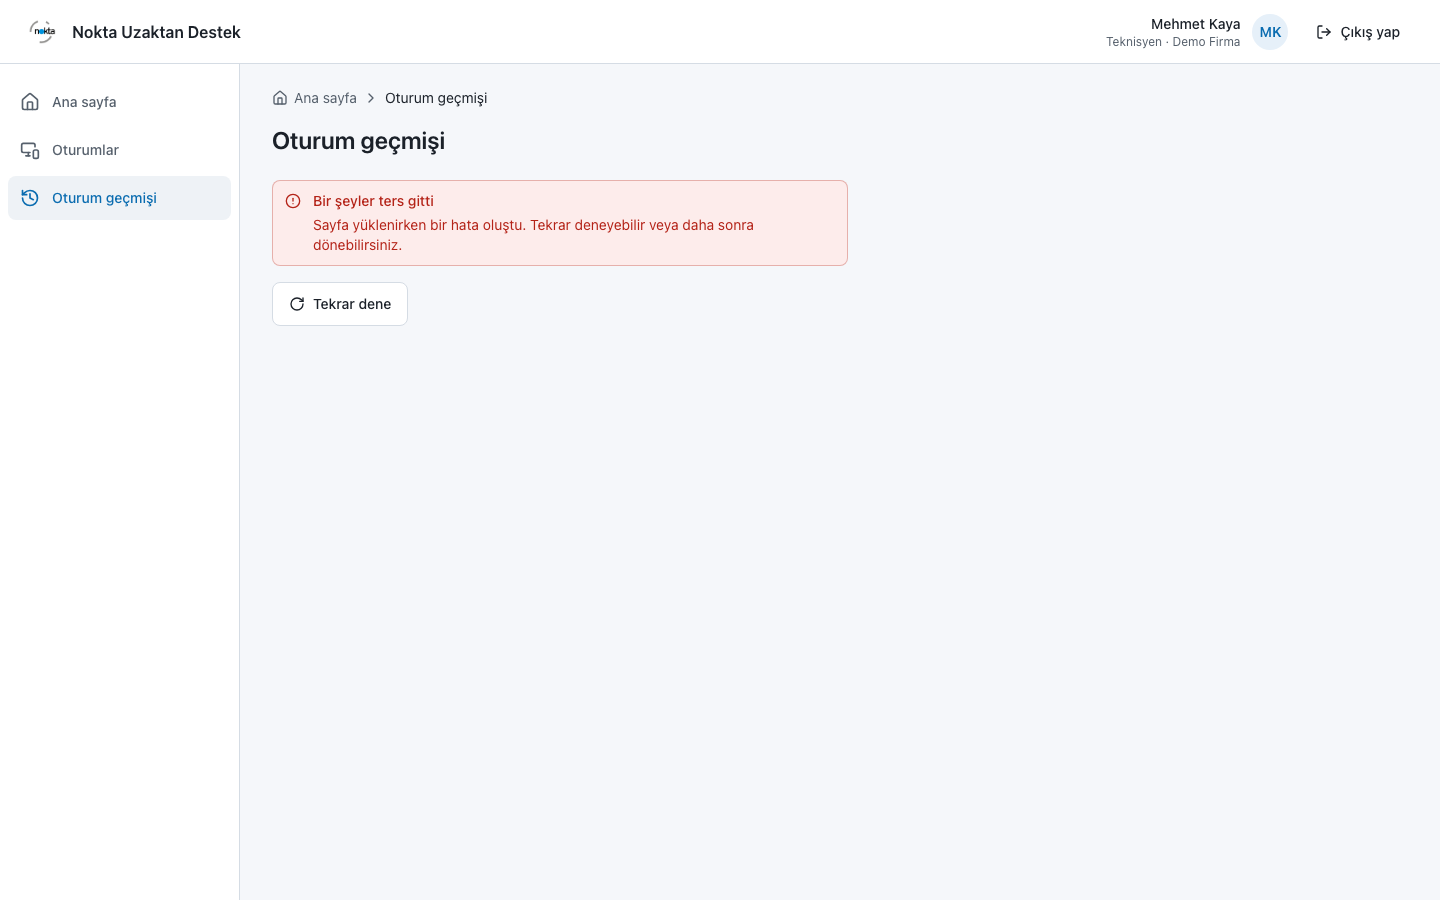 nokta
Nokta Uzaktan Destek
Mehmet Kaya
Teknisyen · Demo Firma
MK
Çıkış yap
Ana sayfa
Oturumlar
Oturum geçmişi
Ana sayfa
Oturum geçmişi
Oturum geçmişi
Bir şeyler ters gitti
Sayfa yüklenirken bir hata oluştu. Tekrar deneyebilir veya daha sonra
dönebilirsiniz.
Tekrar dene